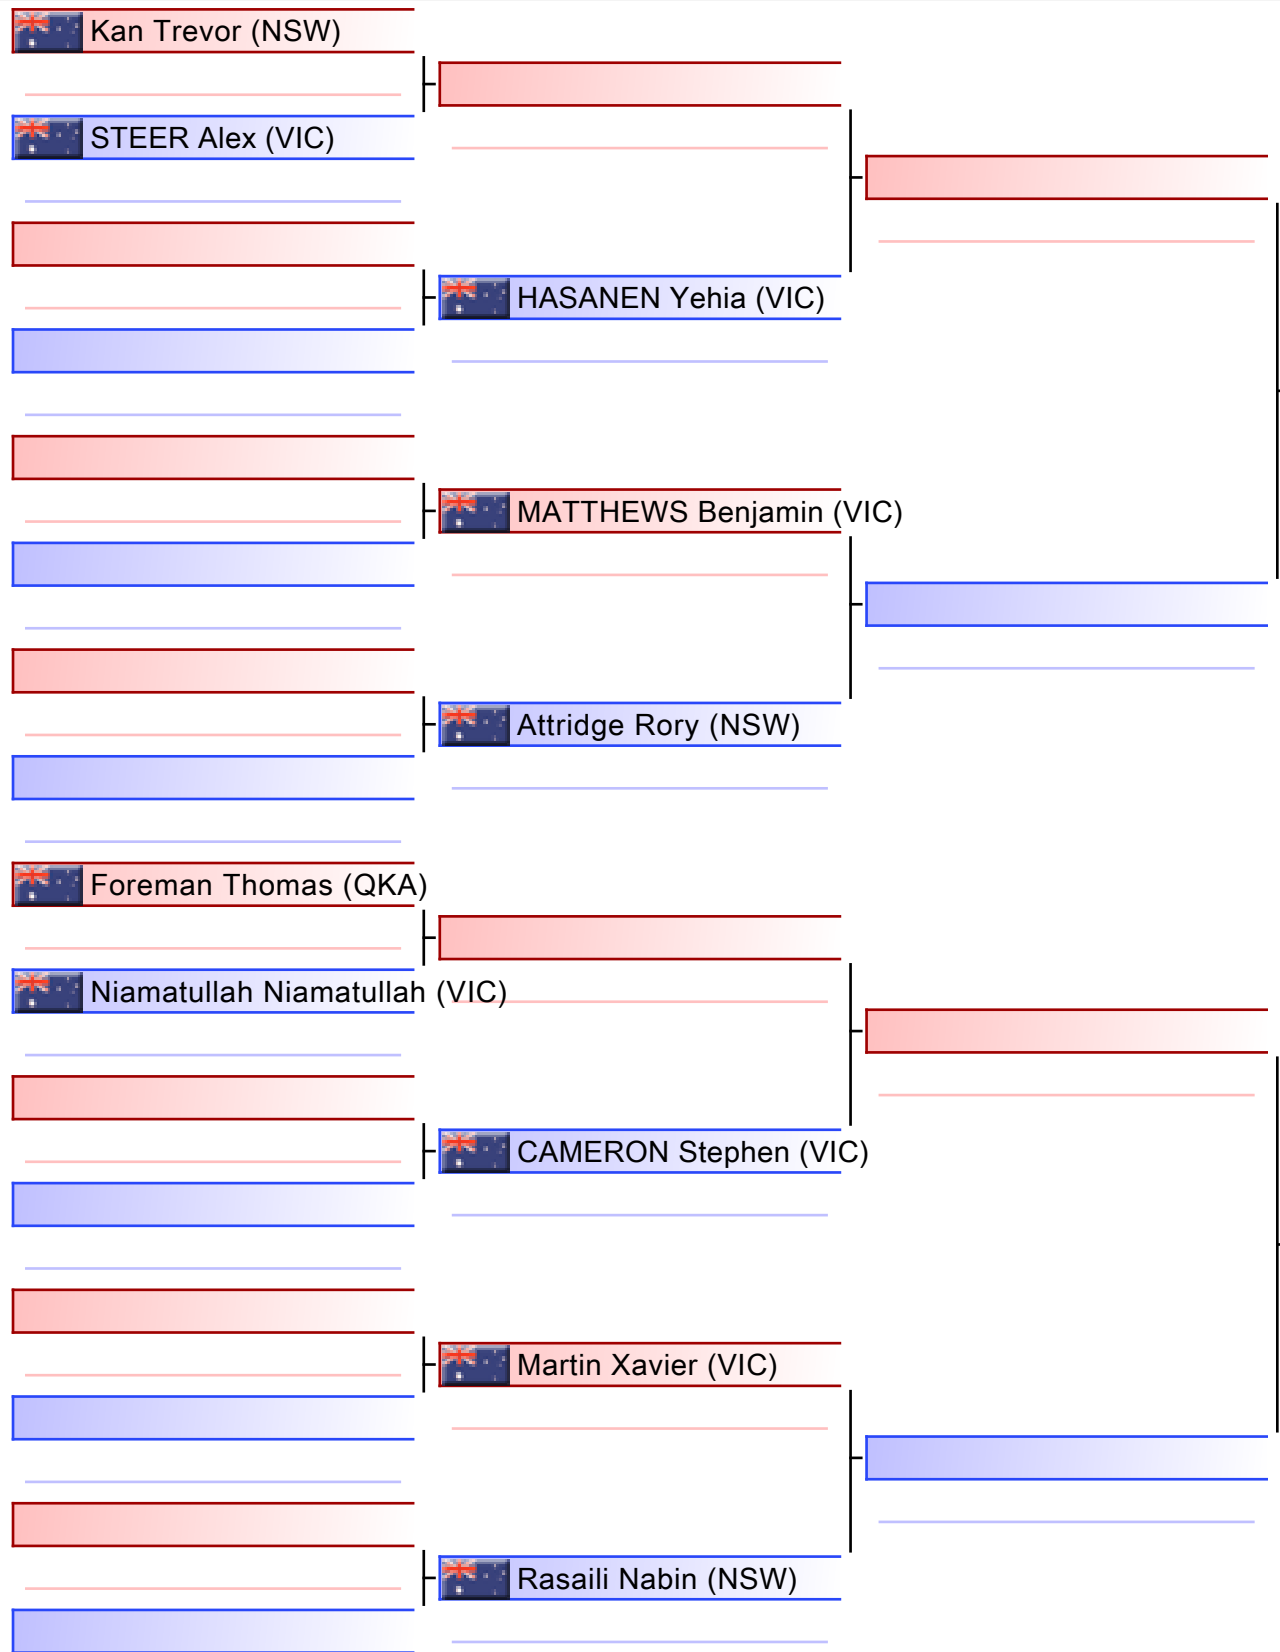 Kan Trevor (NSW)
STEER Alex (VIC)
HASANEN Yehia (VIC)
MATTHEWS Benjamin (VIC)
Attridge Rory (NSW)
Foreman Thomas (QKA)
Niamatullah Niamatullah (VIC)
CAMERON Stephen (VIC)
Martin Xavier (VIC)
Rasaili Nabin (NSW)